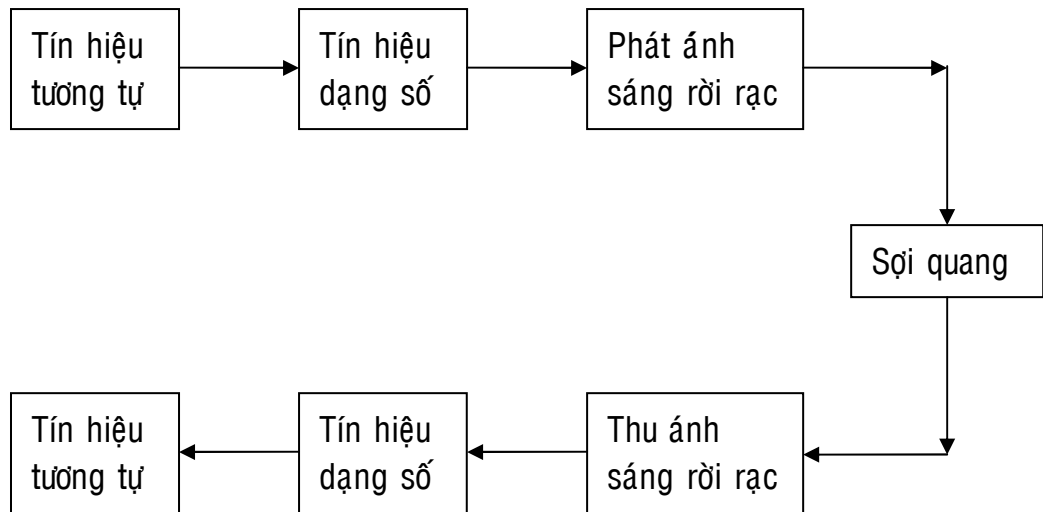 Tín hiệu
tương tự
Tín hiệu
dạng số
Phát ánh
sáng rời rạc
Sợi quang
Tín hiệu
tương tự
Tín hiệu
dạng số
Thu ánh
sáng rời rạc